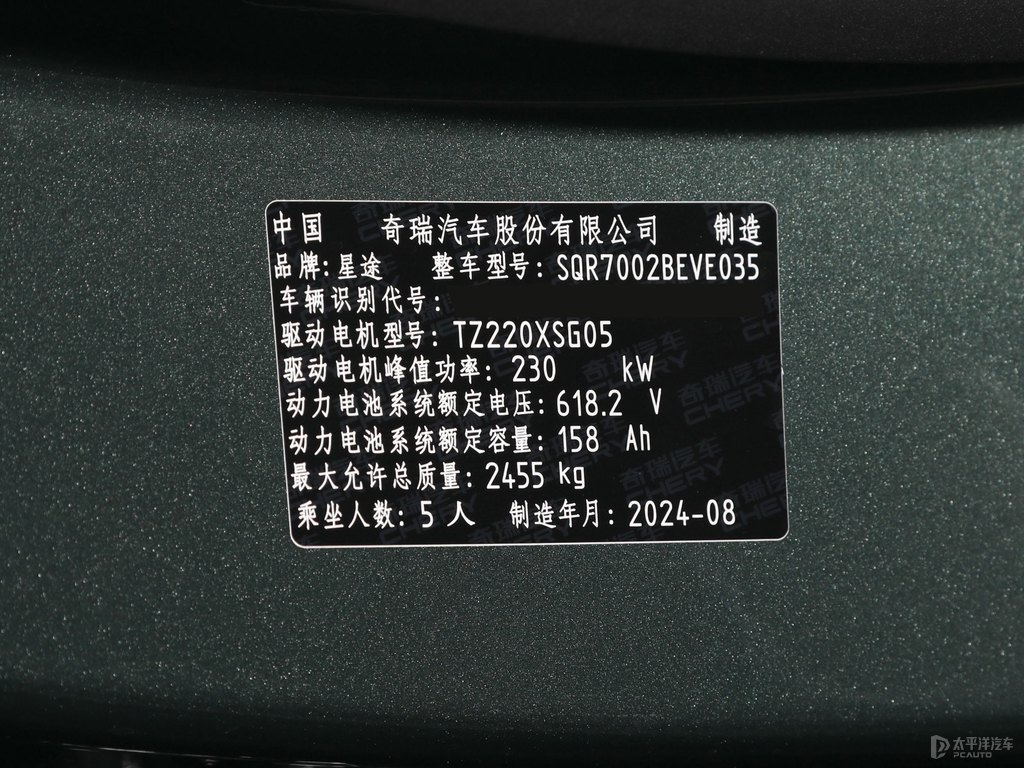 中国 奇瑞汽车股份有限公司 制造
品牌:星途 整车型号:SQR7002BEVE035
车辆识别代号:
驱动电机型号:TZ220XSG05
驱动电机峰值功率:230 kW
动力电池系统额定电压:618.2 V
动力电池系统额定容量:158 Ah
最大允许总质量:2455 kg
乘坐人数:5人 制造年月:2024-08
奇瑞汽车
CHERY
太平洋汽车
PCAUTO